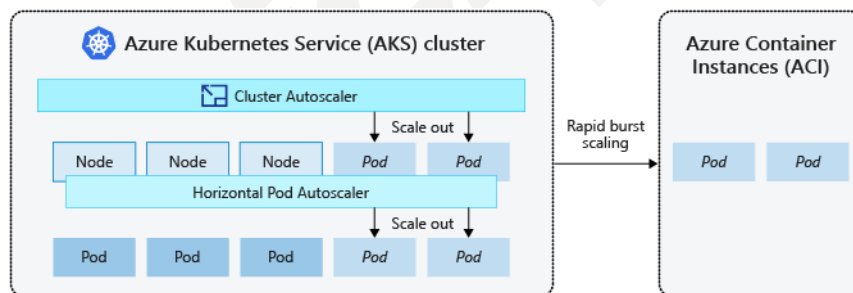 Azure Kubernetes Service (AKS) cluster
Cluster Autoscaler
Scale out
Node
Node
Node
Pod
Pod
Horizontal Pod Autoscaler
Scale out
Pod
Pod
Pod
Pod
Pod
Rapid burst
scaling
Azure Container
Instances (ACI)
Pod
Pod